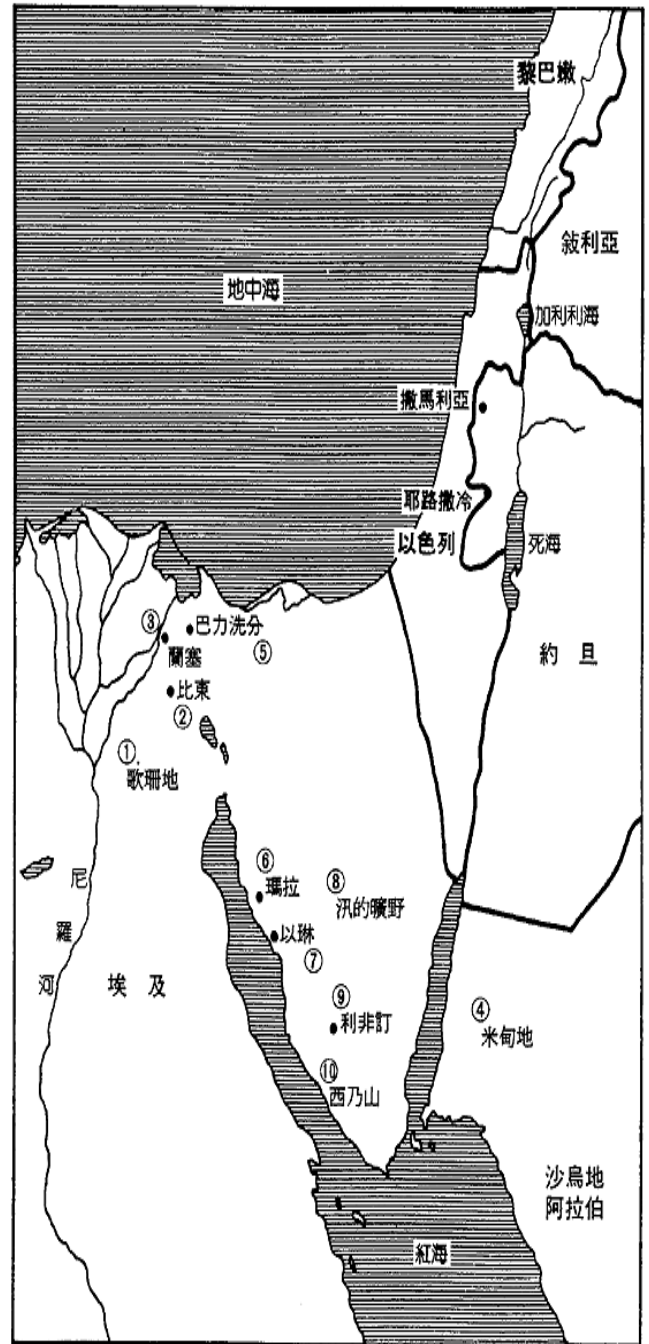 黎巴嫩
敍利亞
地中海
加利利海
撒馬利亞
耶路撒冷
以色列
死海
③
巴力洗分
蘭塞
⑤
約旦
比東
②
①
歌珊地
⑥
瑪拉
⑧
汛的曠野
尼羅河
以琳
⑦
埃及
⑨
利非訂
④
米甸地
⑩
西乃山
沙烏地
阿拉伯
紅海